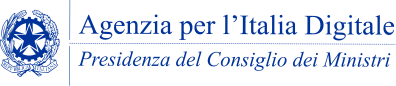 Agenzia per l'Italia Digitale
Presidenza del Consiglio dei Ministri